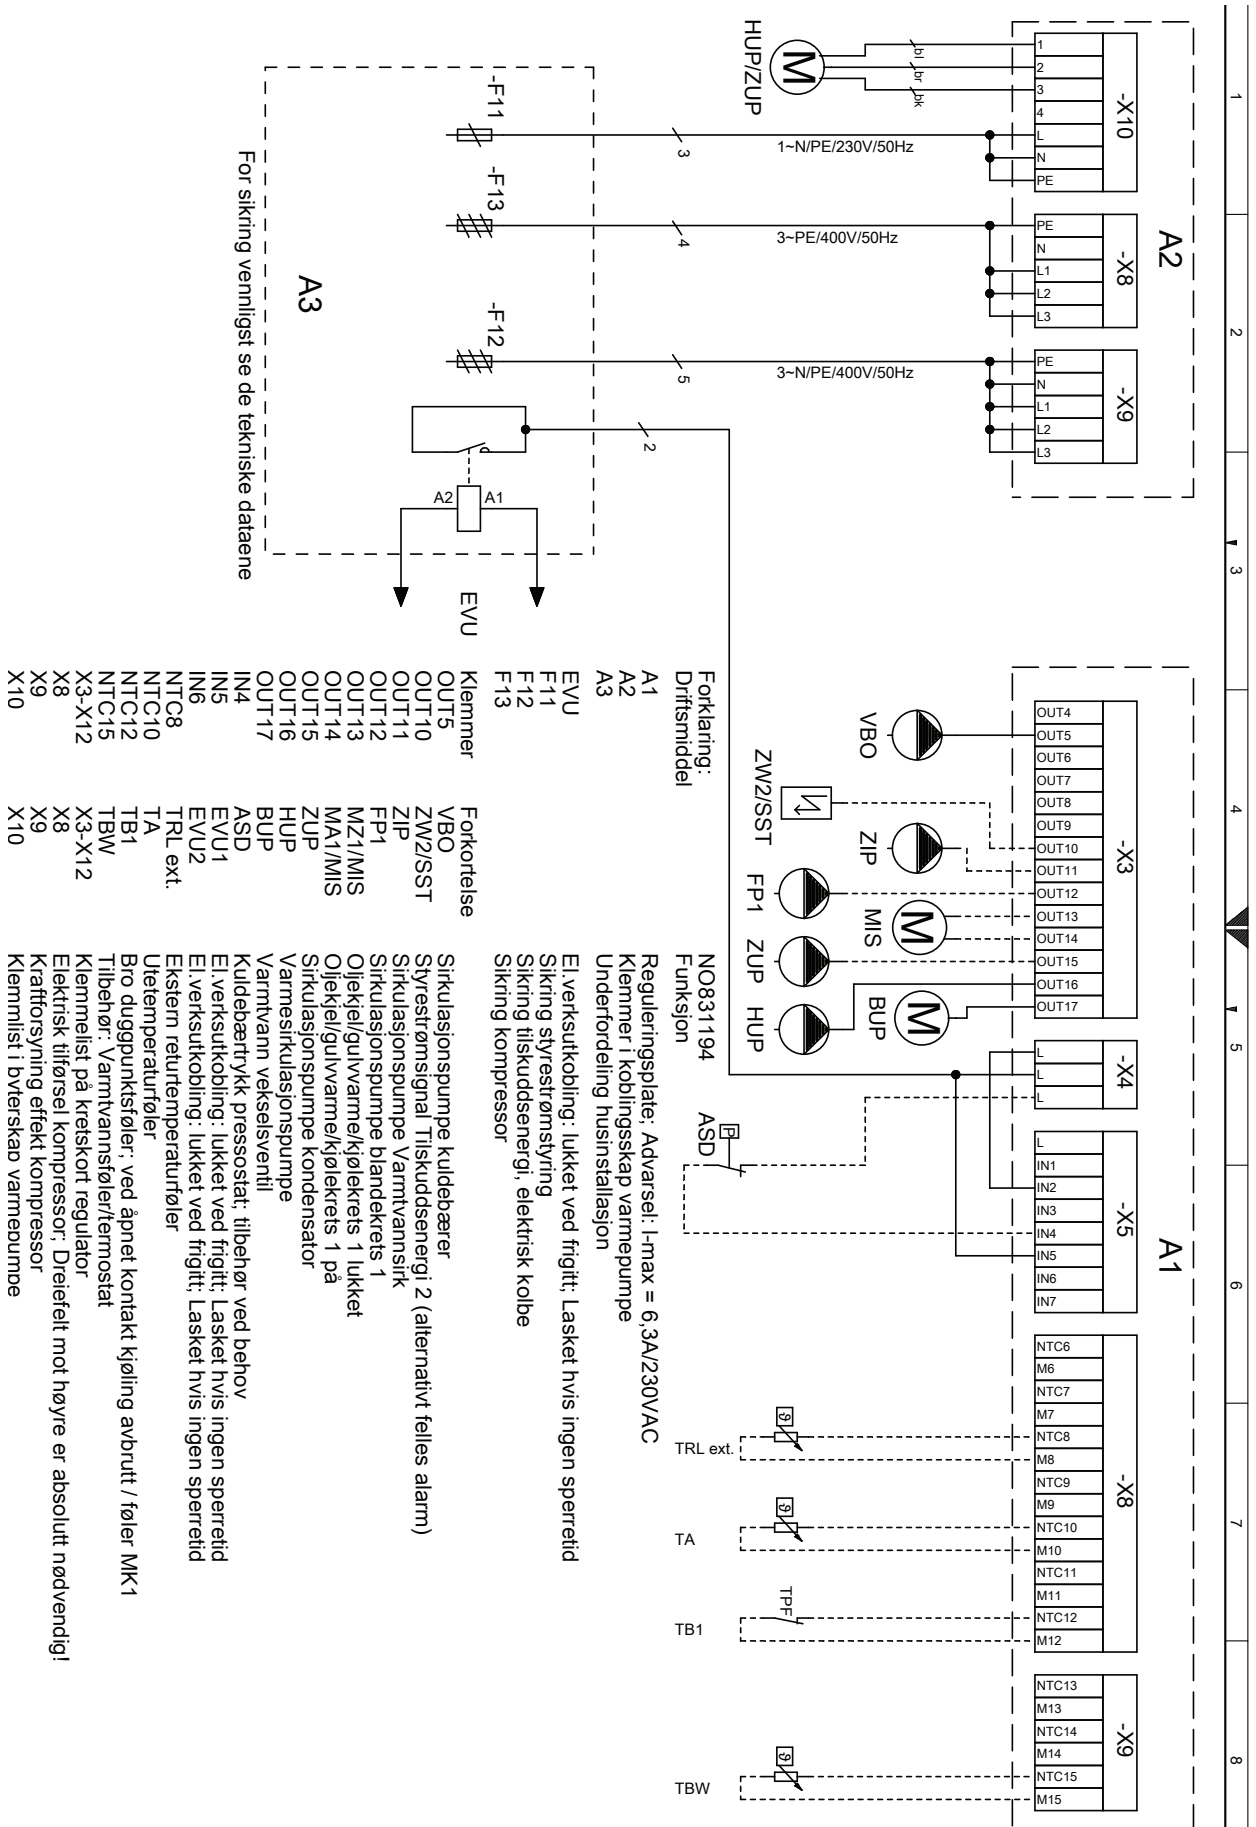 1
2
3
4
5
6
7
8
A2
-X10
1
2
3
4
L
N
PE
-X8
PE
N
L1
L2
L3
-X9
PE
N
L1
L2
L3
bl
br
bk
M
HUP/ZUP
3
1~N/PE/230V/50Hz
4
3~PE/400V/50Hz
5
3~N/PE/400V/50Hz
2
-F11
-F13
-F12
A3
A2
A1
EVU
For sikring vennligst se de tekniske dataene
A1
-X3
OUT4
OUT5
OUT6
OUT7
OUT8
OUT9
OUT10
OUT11
OUT12
OUT13
OUT14
OUT15
OUT16
OUT17
-X4
L
L
L
-X5
L
IN1
IN2
IN3
IN4
IN5
IN6
IN7
-X8
NTC6
M6
NTC7
M7
NTC8
M8
NTC9
M9
NTC10
M10
NTC11
M11
NTC12
M12
-X9
NTC13
M13
NTC14
M14
NTC15
M15
VBO
ZW2/SST
ZIP
FP1
M
MIS
ZUP
HUP
M
BUP
P
ASD
ϑ
TRL ext.
ϑ
TA
TPF
TB1
ϑ
TBW
Forklaring: NO831194
Driftsmiddel Funksjon
A1 Reguleringsplate; Advarsel: I-max = 6,3A/230VAC
A2 Klemmer i koblingsskap varmepumpe
A3 Underfordeling husinstallasjon
EVU El.verksutkobling: lukket ved frigitt; Lasket hvis ingen sperretid
F11 Sikring styrestrømstyring
F12 Sikring tilskuddsenergi, elektrisk kolbe
F13 Sikring kompressor
Klemmer Forkortelse
OUT5 VBO Sirkulasjonspumpe kuldebærer
OUT10 ZW2/SST Styrestrømsignal Tilskuddsenergi 2 (alternativt felles alarm)
OUT11 ZIP Sirkulasjonspumpe Varmtvannsirk
OUT12 FP1 Sirkulasjonspumpe blandekrets 1
OUT13 MZ1/MIS Oljekjel/gulvvarme/kjølekrets 1 lukket
OUT14 MA1/MIS Oljekjel/gulvvarme/kjølekrets 1 på
OUT15 ZUP Sirkulasjonspumpe kondensator
OUT16 HUP Varmesirkulasjonspumpe
OUT17 BUP Varmtvann vekselsventil
IN4 ASD Kuldebærtrykk pressostat; tilbehør ved behov
IN5 EVU1 El.verksutkobling: lukket ved frigitt; Lasket hvis ingen sperretid
IN6 EVU2 El.verksutkobling: lukket ved frigitt; Lasket hvis ingen sperretid
NTC8 TRL ext. Ekstern returtemperaturføler
NTC10 TA Utetemperaturføler
NTC12 TB1 Bro duggpunktsføler; ved åpnet kontakt kjøling avbrutt / føler MK1
NTC15 TBW Tilbehør: Varmtvannsføler/termostat
X3-X12 X3-X12 Klemmelist på kretskort regulator
X8 X8 Elektrisk tilførsel kompressor; Dreiefelt mot høyre er absolutt nødvendig!
X9 X9 Kraftforsyning effekt kompressor
X10 X10 Klemmlist i bryterskap varmepumpe